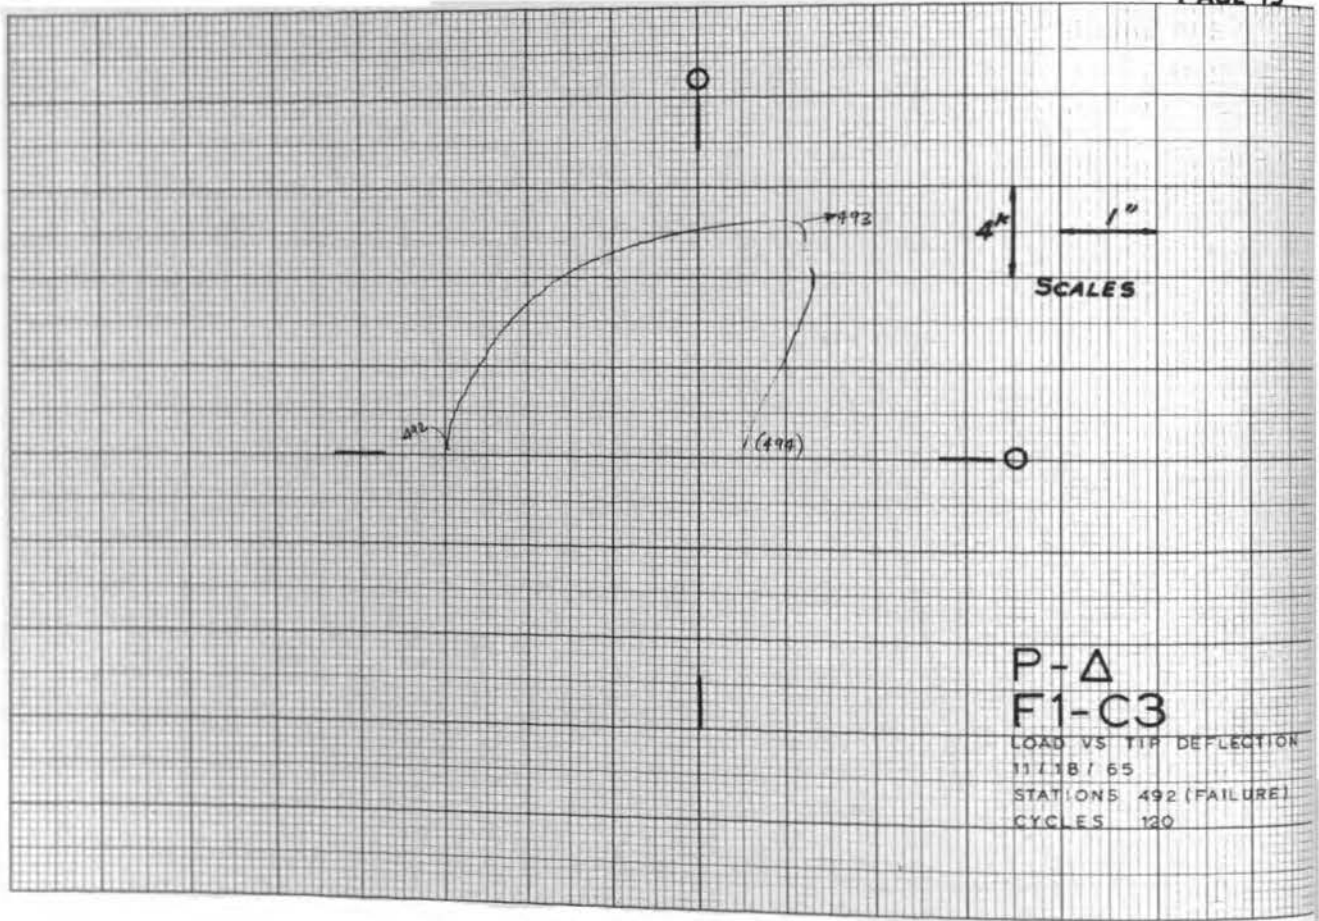 O
493
4ᵏ
1"
SCALES
492
(494)
O
P-Δ
F1-C3
LOAD VS TIP DEFLECTION
11/18/65
STATIONS 492 (FAILURE)
CYCLES 120